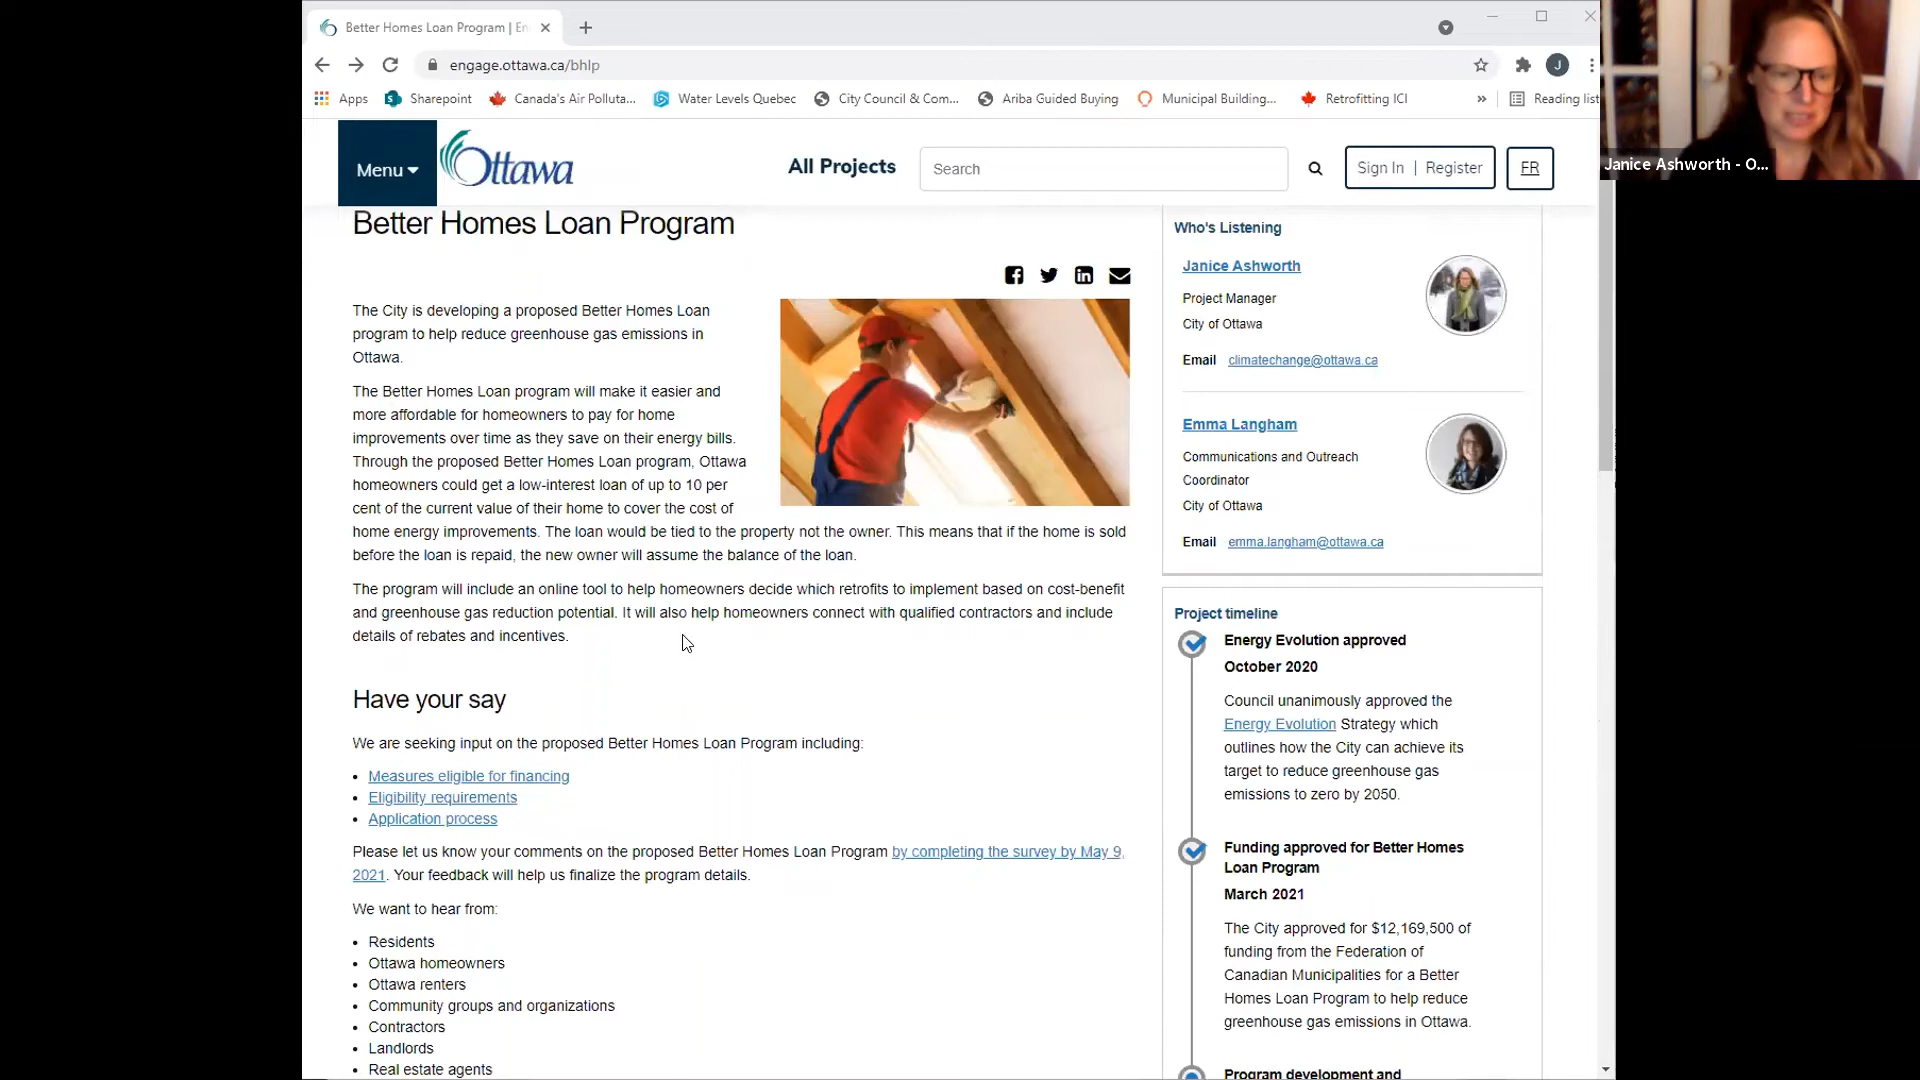 Better Homes Loan Program | En
engage.ottawa.ca/bhlp
J
Apps
Sharepoint
Canada's Air Polluta...
Water Levels Quebec
City Council & Com...
Ariba Guided Buying
Municipal Building...
Retrofitting ICI
»
Reading list
Menu
Ottawa
All Projects
Search
Sign In | Register
FR
Janice Ashworth - O...
Better Homes Loan Program
The City is developing a proposed Better Homes Loan
program to help reduce greenhouse gas emissions in
Ottawa.
The Better Homes Loan program will make it easier and
more affordable for homeowners to pay for home
improvements over time as they save on their energy bills.
Through the proposed Better Homes Loan program, Ottawa
homeowners could get a low-interest loan of up to 10 per
cent of the current value of their home to cover the cost of
home energy improvements. The loan would be tied to the property not the owner. This means that if the home is sold
before the loan is repaid, the new owner will assume the balance of the loan.
The program will include an online tool to help homeowners decide which retrofits to implement based on cost-benefit
and greenhouse gas reduction potential. It will also help homeowners connect with qualified contractors and include
details of rebates and incentives.
Have your say
We are seeking input on the proposed Better Homes Loan Program including:
• Measures eligible for financing
• Eligibility requirements
• Application process
Please let us know your comments on the proposed Better Homes Loan Program by completing the survey by May 9,
2021. Your feedback will help us finalize the program details.
We want to hear from:
• Residents
• Ottawa homeowners
• Ottawa renters
• Community groups and organizations
• Contractors
• Landlords
• Real estate agents
Who's Listening
Janice Ashworth
Project Manager
City of Ottawa
Email climatechange@ottawa.ca
Emma Langham
Communications and Outreach
Coordinator
City of Ottawa
Email emma.langham@ottawa.ca
Project timeline
Energy Evolution approved
October 2020
Council unanimously approved the
Energy Evolution Strategy which
outlines how the City can achieve its
target to reduce greenhouse gas
emissions to zero by 2050.
Funding approved for Better Homes
Loan Program
March 2021
The City approved for $12,169,500 of
funding from the Federation of
Canadian Municipalities for a Better
Homes Loan Program to help reduce
greenhouse gas emissions in Ottawa.
Program development and